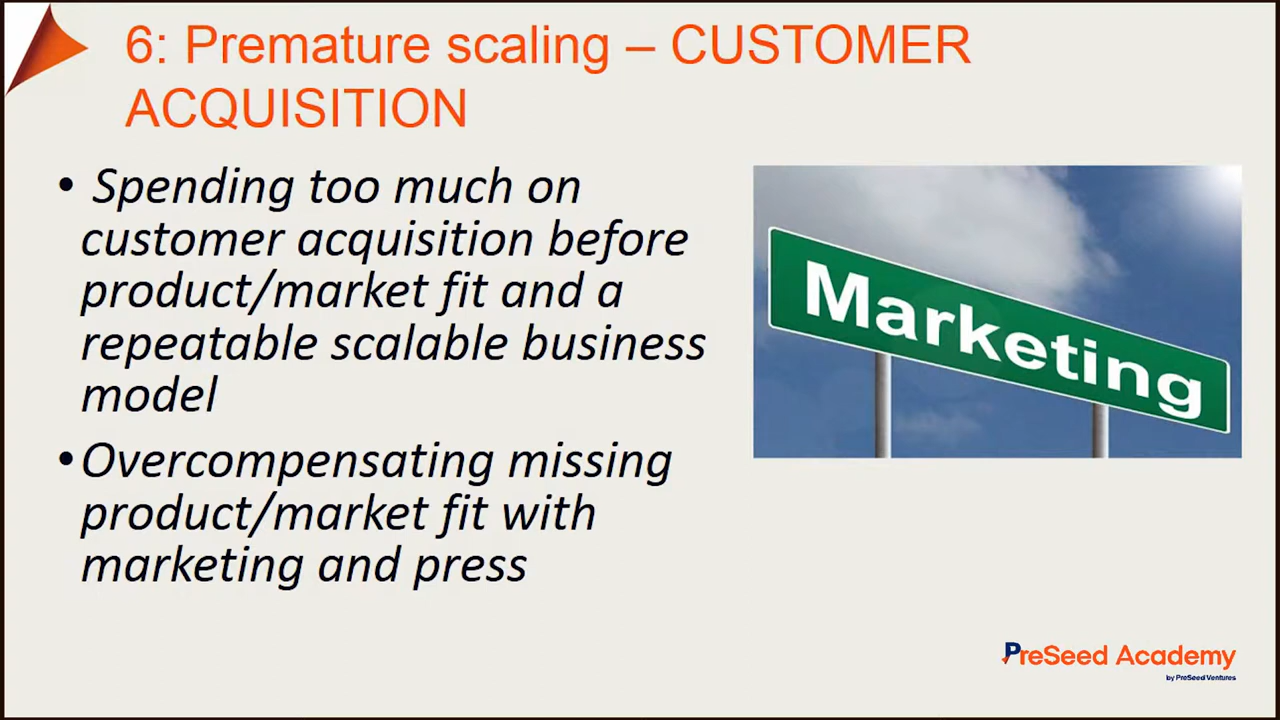 6: Premature scaling – CUSTOMER
ACQUISITION
• Spending too much on
customer acquisition before
product/market fit and a
repeatable scalable business
model
• Overcompensating missing
product/market fit with
marketing and press
Marketing
PreSeed Academy
by PreSeed Ventures